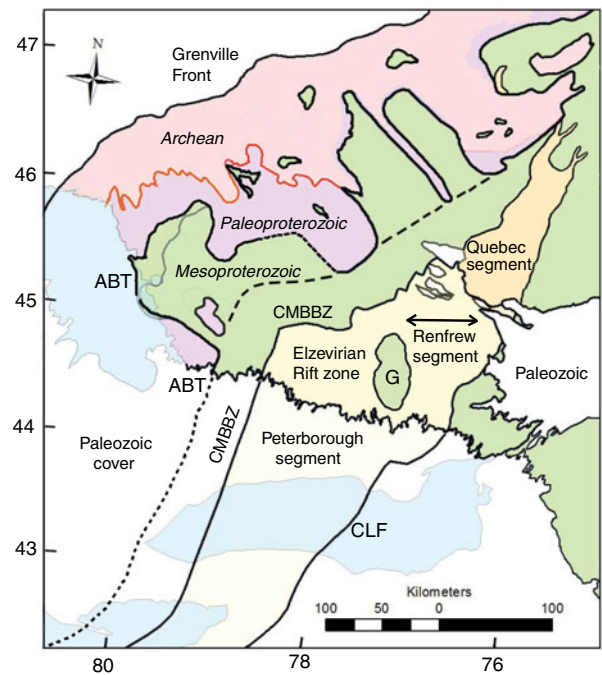 47
N
Grenville
Front
Archean
46
Paleoproterozoic
Quebec
segment
ABT
Mesoproterozoic
45
CMBBZ
Renfrew
segment
Elzevirian
Rift zone
G
ABT
Paleozoic
44
Paleozoic
cover
CMBBZ
Peterborough
segment
43
CLF
Kilometers
100 50 0 100
80
78
76